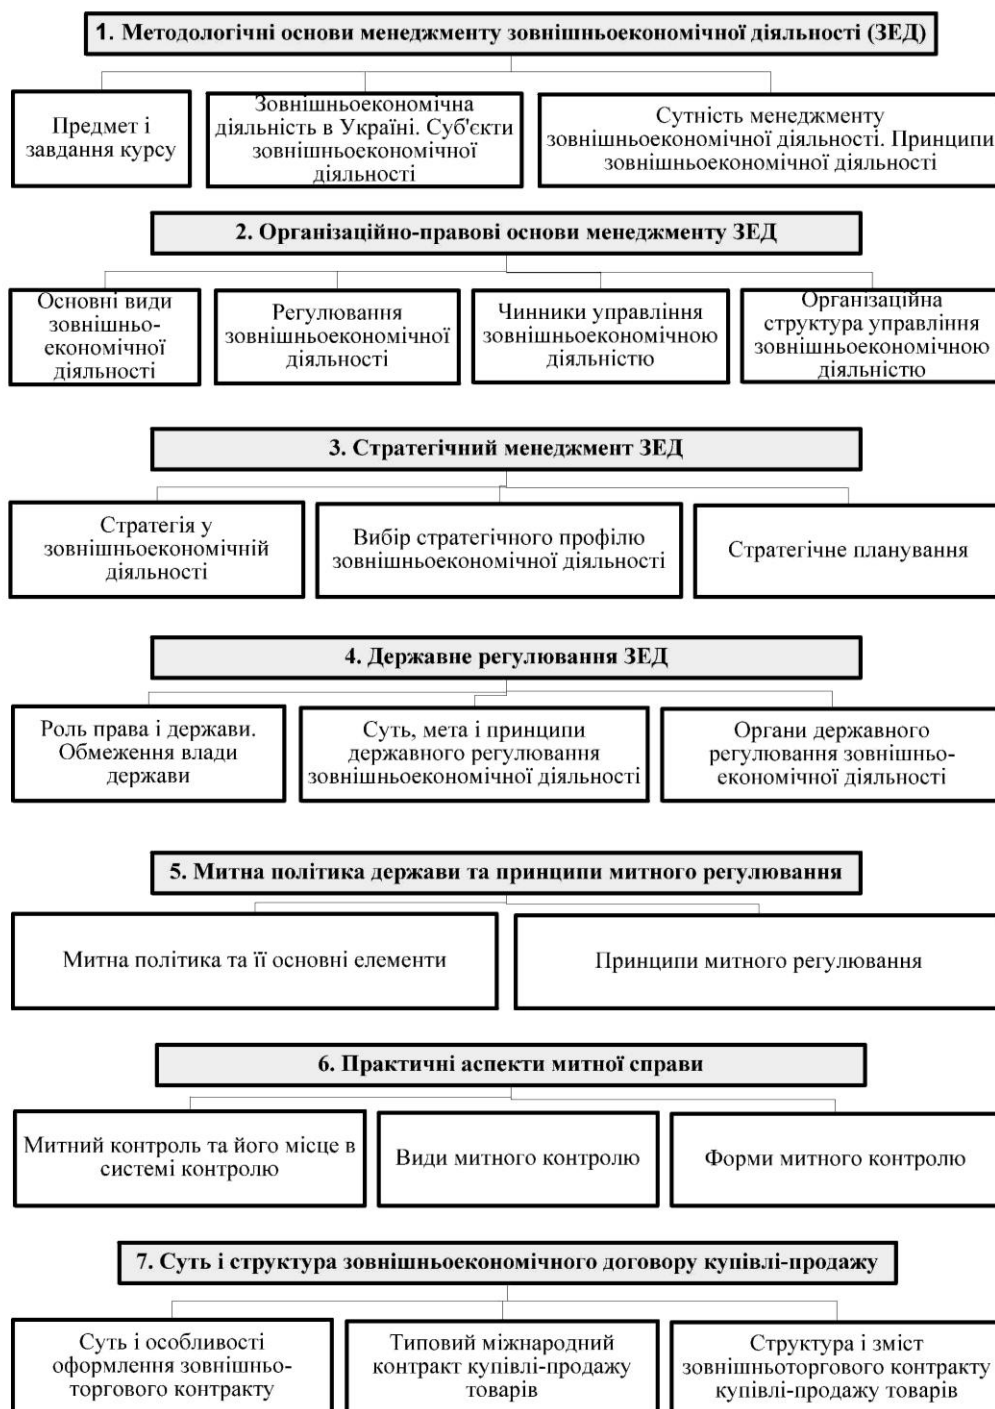 1. Методологічні основи менеджменту зовнішньоекономічної діяльності (ЗЕД)
Предмет і
завдання курсу
Зовнішньоекономічна
діяльність в Україні. Суб'єкти
зовнішньоекономічної
діяльності
Сутність менеджменту
зовнішньоекономічної діяльності. Принципи
зовнішньоекономічної діяльності
2. Організаційно-правові основи менеджменту ЗЕД
Основні види
зовнішньо-
економічної
діяльності
Регулювання
зовнішньоекономічної
діяльності
Чинники управління
зовнішньоекономічною
діяльністю
Організаційна
структура управління
зовнішньоекономічною
діяльністю
3. Стратегічний менеджмент ЗЕД
Стратегія у
зовнішньоекономічній
діяльності
Вибір стратегічного профілю
зовнішньоекономічної діяльності
Стратегічне планування
4. Державне регулювання ЗЕД
Роль права і держави.
Обмеження влади
держави
Суть, мета і принципи
державного регулювання
зовнішньоекономічної діяльності
Органи державного
регулювання зовнішньо-
економічної діяльності
5. Митна політика держави та принципи митного регулювання
Митна політика та її основні елементи
Принципи митного регулювання
6. Практичні аспекти митної справи
Митний контроль та його місце в
системі контролю
Види митного контролю
Форми митного контролю
7. Суть і структура зовнішньоекономічного договору купівлі-продажу
Суть і особливості
оформлення зовнішньо-
торгового контракту
Типовий міжнародний
контракт купівлі-продажу
товарів
Структура і зміст
зовнішньоторгового контракту
купівлі-продажу товарів